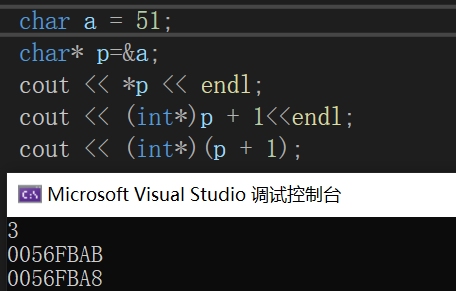 char a = 51;
char* p=&a;
cout << *p << endl;
cout << (int*)p + 1<<endl;
cout << (int*)(p + 1);
Microsoft Visual Studio 调试控制台
3
0056FBAB
0056FBA8